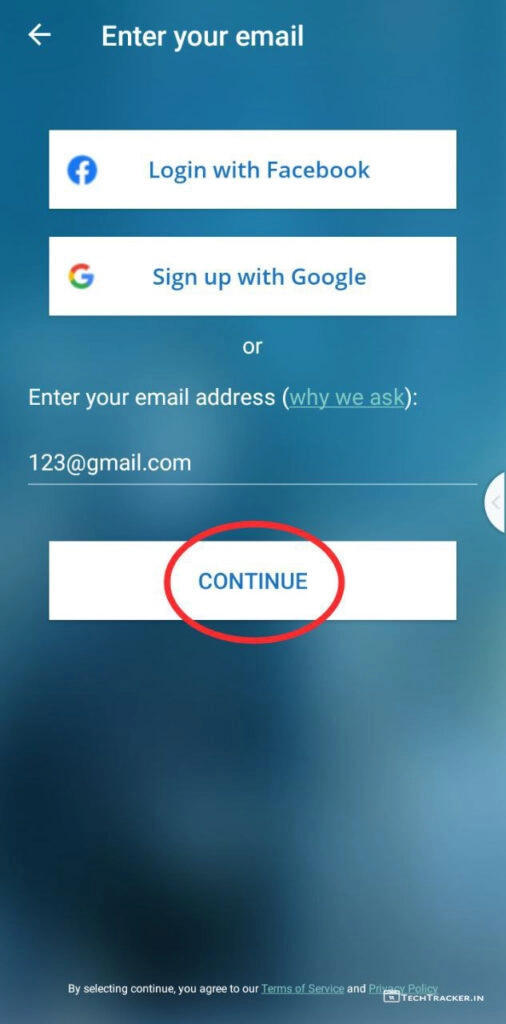 Enter your email
Login with Facebook
Sign up with Google
or
Enter your email address (why we ask):
123@gmail.com
CONTINUE
By selecting continue, you agree to our Terms of Service and Privacy Policy
TECHTRACKER.IN